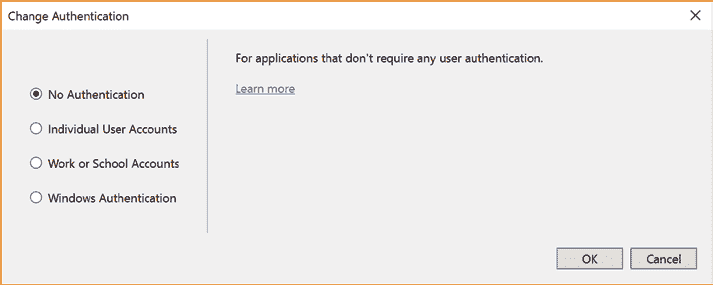 Change Authentication
For applications that don't require any user authentication.
Learn more
No Authentication
Individual User Accounts
Work or School Accounts
Windows Authentication
OK
Cancel